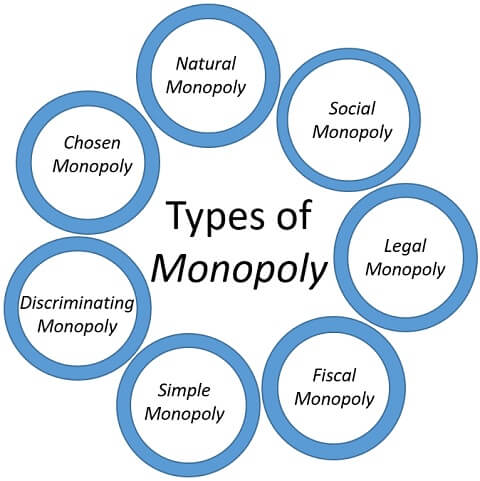 Natural
Monopoly
Social
Monopoly
Chosen
Monopoly
Types of
Monopoly
Legal
Monopoly
Discriminating
Monopoly
Fiscal
Monopoly
Simple
Monopoly